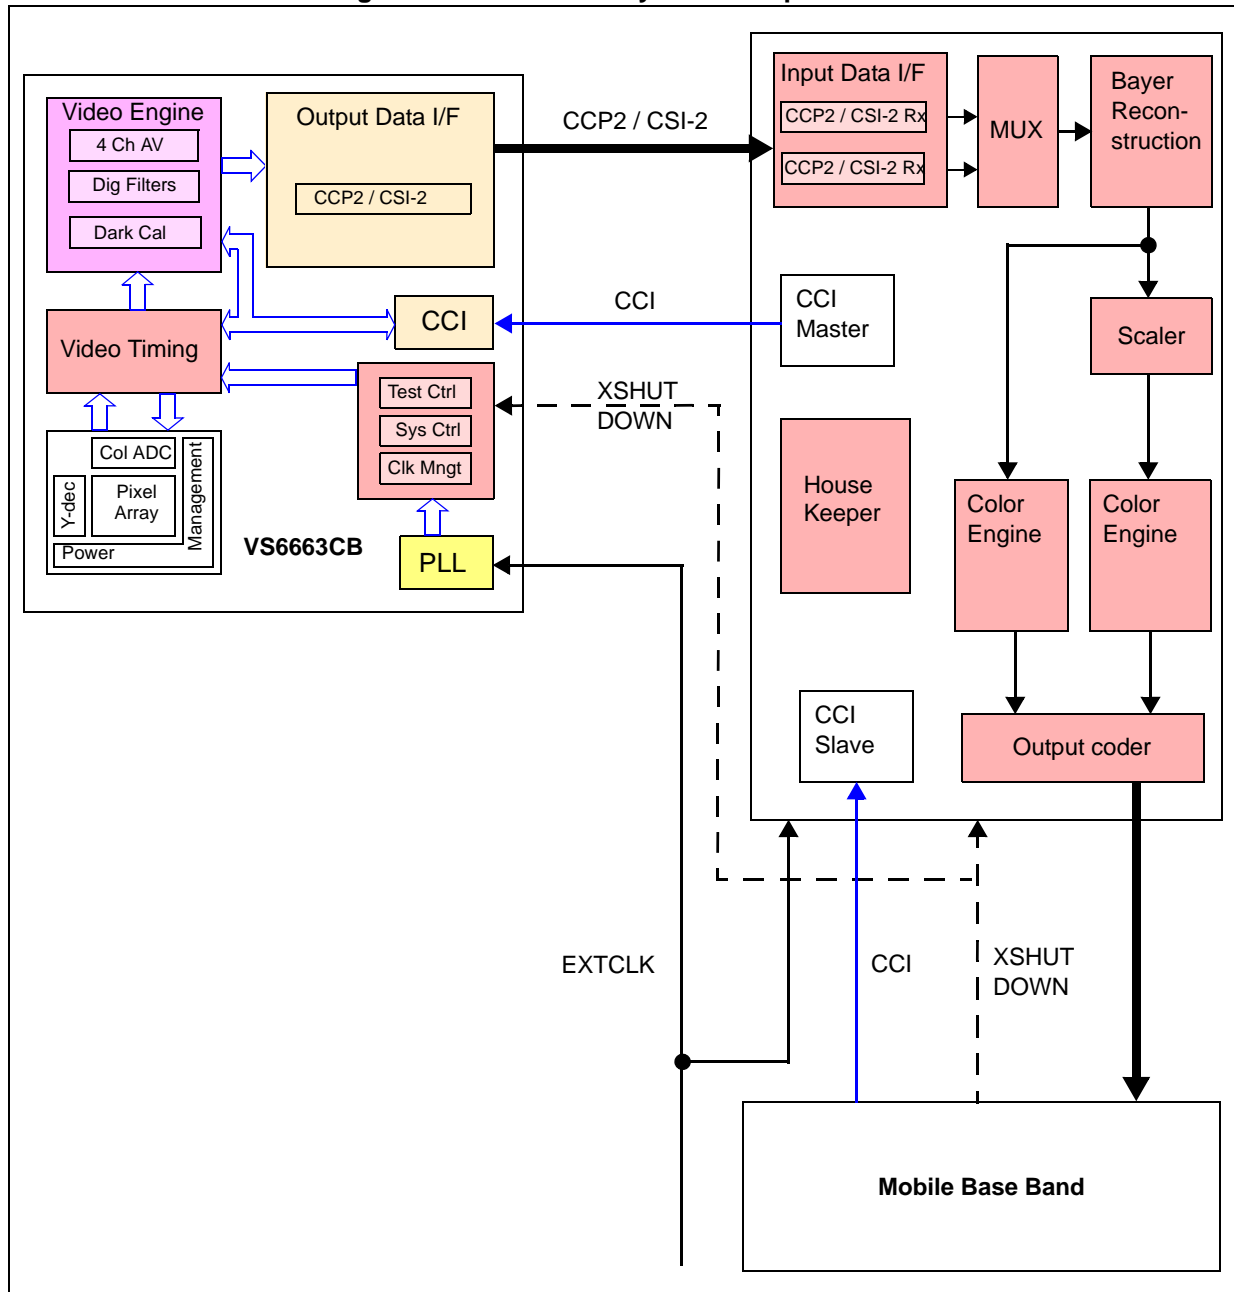 Video Engine
4 Ch AV
Dig Filters
Dark Cal
Output Data I/F
CCP2 / CSI-2
CCP2 / CSI-2
Input Data I/F
CCP2 / CSI-2 Rx
CCP2 / CSI-2 Rx
MUX
Bayer
Recon-
struction
Video Timing
CCI
CCI
CCI
Master
Scaler
Test Ctrl
Sys Ctrl
Clk Mngt
XSHUT
DOWN
Col ADC
Y-dec
Pixel
Array
Management
Power
VS6663CB
PLL
House
Keeper
Color
Engine
Color
Engine
CCI
Slave
Output coder
EXTCLK
CCI
XSHUT
DOWN
Mobile Base Band